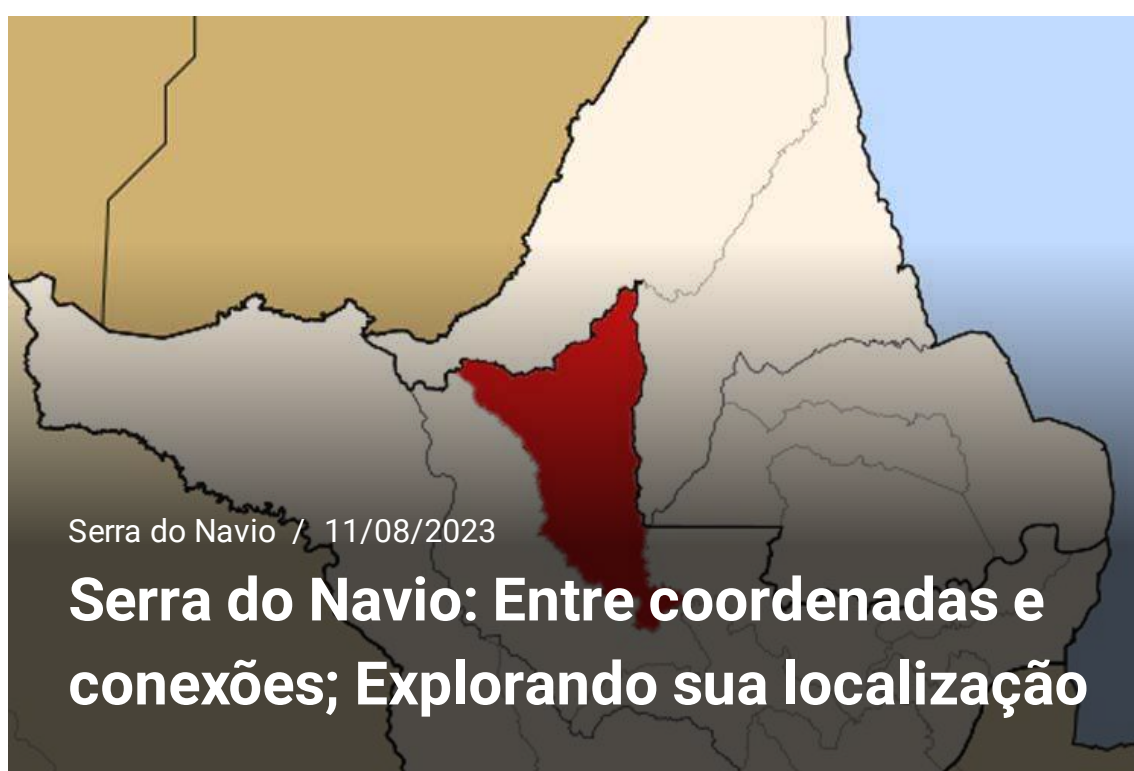 Serra do Navio / 11/08/2023
Serra do Navio: Entre coordenadas e
conexões; Explorando sua localização